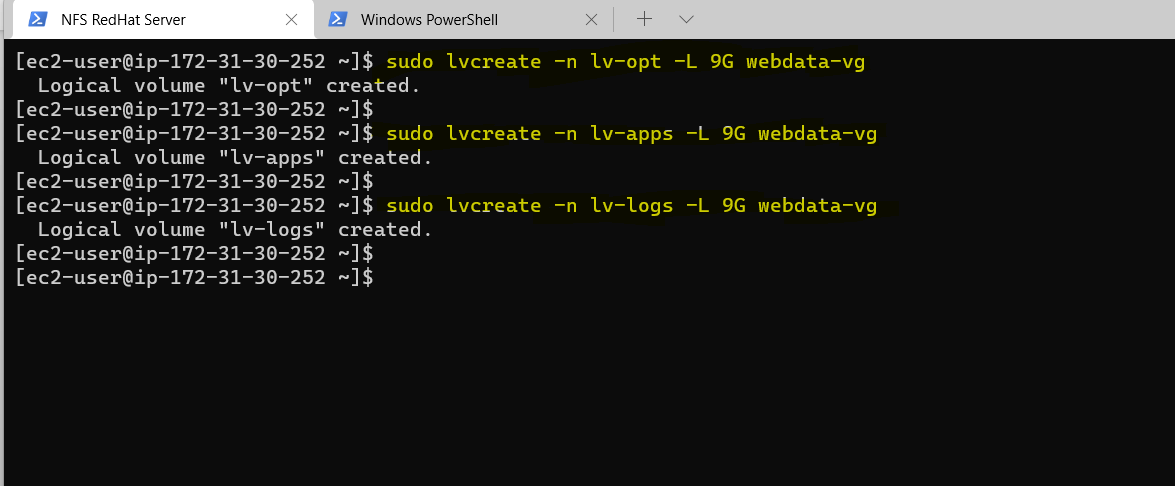 NFS RedHat Server
Windows PowerShell
[ec2-user@ip-172-31-30-252 ~]$ sudo lvcreate -n lv-opt -L 9G webdata-vg
  Logical volume "lv-opt" created.
[ec2-user@ip-172-31-30-252 ~]$
[ec2-user@ip-172-31-30-252 ~]$ sudo lvcreate -n lv-apps -L 9G webdata-vg
  Logical volume "lv-apps" created.
[ec2-user@ip-172-31-30-252 ~]$
[ec2-user@ip-172-31-30-252 ~]$ sudo lvcreate -n lv-logs -L 9G webdata-vg
  Logical volume "lv-logs" created.
[ec2-user@ip-172-31-30-252 ~]$
[ec2-user@ip-172-31-30-252 ~]$